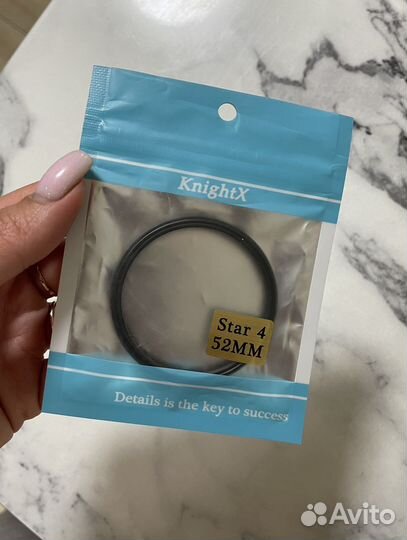 KnightX
Star 4
52MM
Details is the key to success
Avito